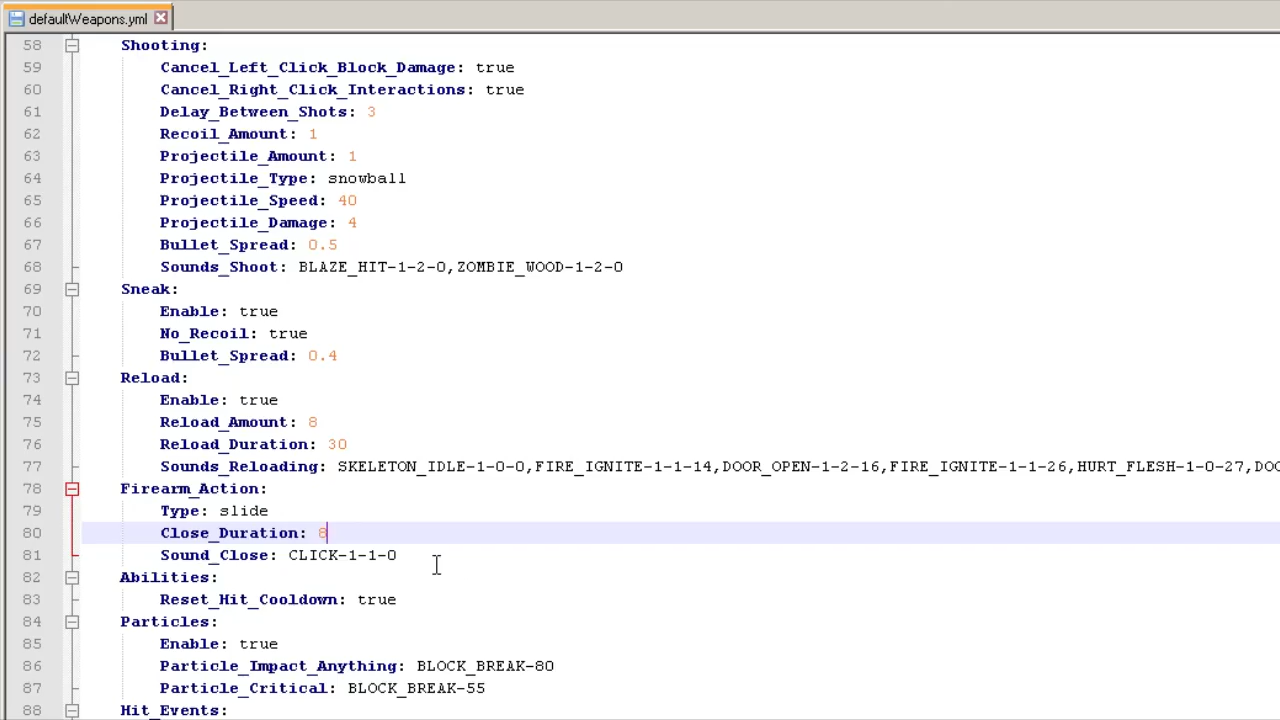 defaultWeapons.yml
58 Shooting:
59 Cancel_Left_Click_Block_Damage: true
60 Cancel_Right_Click_Interactions: true
61 Delay_Between_Shots: 3
62 Recoil_Amount: 1
63 Projectile_Amount: 1
64 Projectile_Type: snowball
65 Projectile_Speed: 40
66 Projectile_Damage: 4
67 Bullet_Spread: 0.5
68 Sounds_Shoot: BLAZE_HIT-1-2-0,ZOMBIE_WOOD-1-2-0
69 Sneak:
70 Enable: true
71 No_Recoil: true
72 Bullet_Spread: 0.4
73 Reload:
74 Enable: true
75 Reload_Amount: 8
76 Reload_Duration: 30
77 Sounds_Reloading: SKELETON_IDLE-1-0-0,FIRE_IGNITE-1-1-14,DOOR_OPEN-1-2-16,FIRE_IGNITE-1-1-26,HURT_FLESH-1-0-27,DOO
78 Firearm_Action:
79 Type: slide
80 Close_Duration: 8
81 Sound_Close: CLICK-1-1-0
82 Abilities:
83 Reset_Hit_Cooldown: true
84 Particles:
85 Enable: true
86 Particle_Impact_Anything: BLOCK_BREAK-80
87 Particle_Critical: BLOCK_BREAK-55
88 Hit_Events: